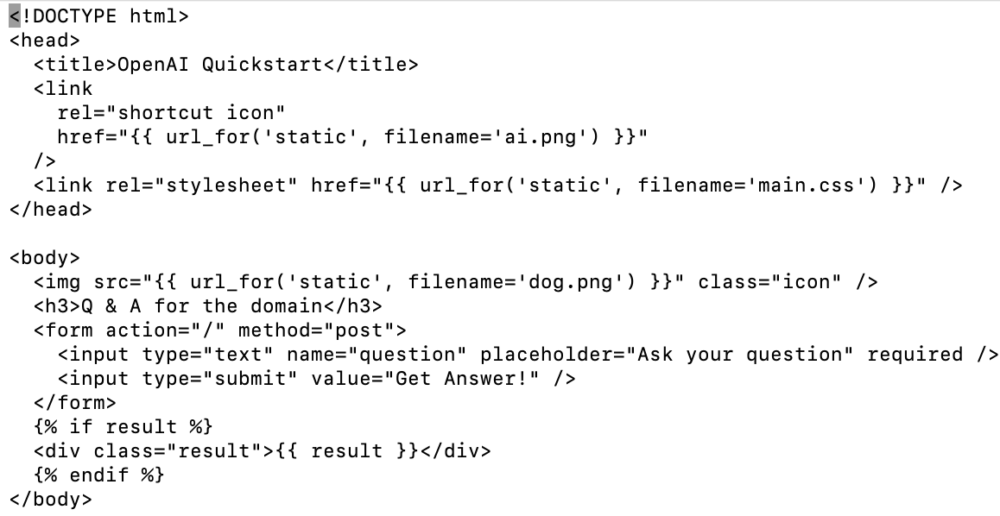 <!DOCTYPE html>
<head>
  <title>OpenAI Quickstart</title>
  <link
    rel="shortcut icon"
    href="{{ url_for('static', filename='ai.png') }}"
  />
  <link rel="stylesheet" href="{{ url_for('static', filename='main.css') }}" />
</head>

<body>
  <img src="{{ url_for('static', filename='dog.png') }}" class="icon" />
  <h3>Q & A for the domain</h3>
  <form action="/" method="post">
    <input type="text" name="question" placeholder="Ask your question" required />
    <input type="submit" value="Get Answer!" />
  </form>
  {% if result %}
  <div class="result">{{ result }}</div>
  {% endif %}
</body>